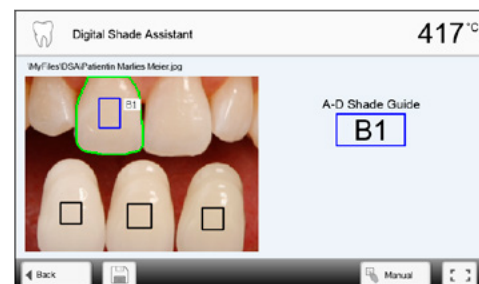 Digital Shade Assistant
417°C
\MyFiles\DSA\Patientin Marlies Meier.jpg
B1
A-D Shade Guide
B1
Back
Manual